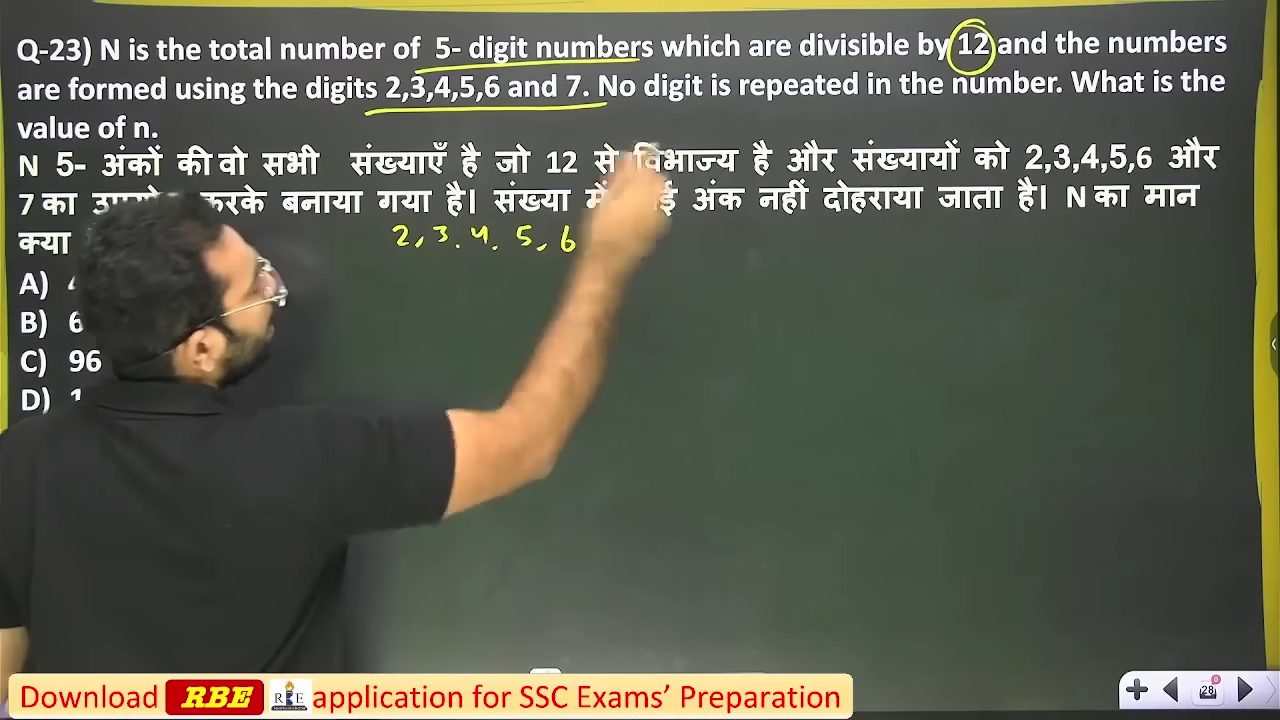 Q-23) N is the total number of 5- digit numbers which are divisible by 12 and the numbers
are formed using the digits 2,3,4,5,6 and 7. No digit is repeated in the number. What is the
value of n.
N 5- अंकों की वो सभी संख्याएँ है जो 12 से विभाज्य है और संख्यायों को 2,3,4,5,6 और
7 का करके बनाया गया है। संख्या में अंक नहीं दोहराया जाता है। N का मान
क्या
2, 3. 4. 5, 6
A)
B) 6
C) 96
D)
Download RBE RE application for SSC Exams’ Preparation
28